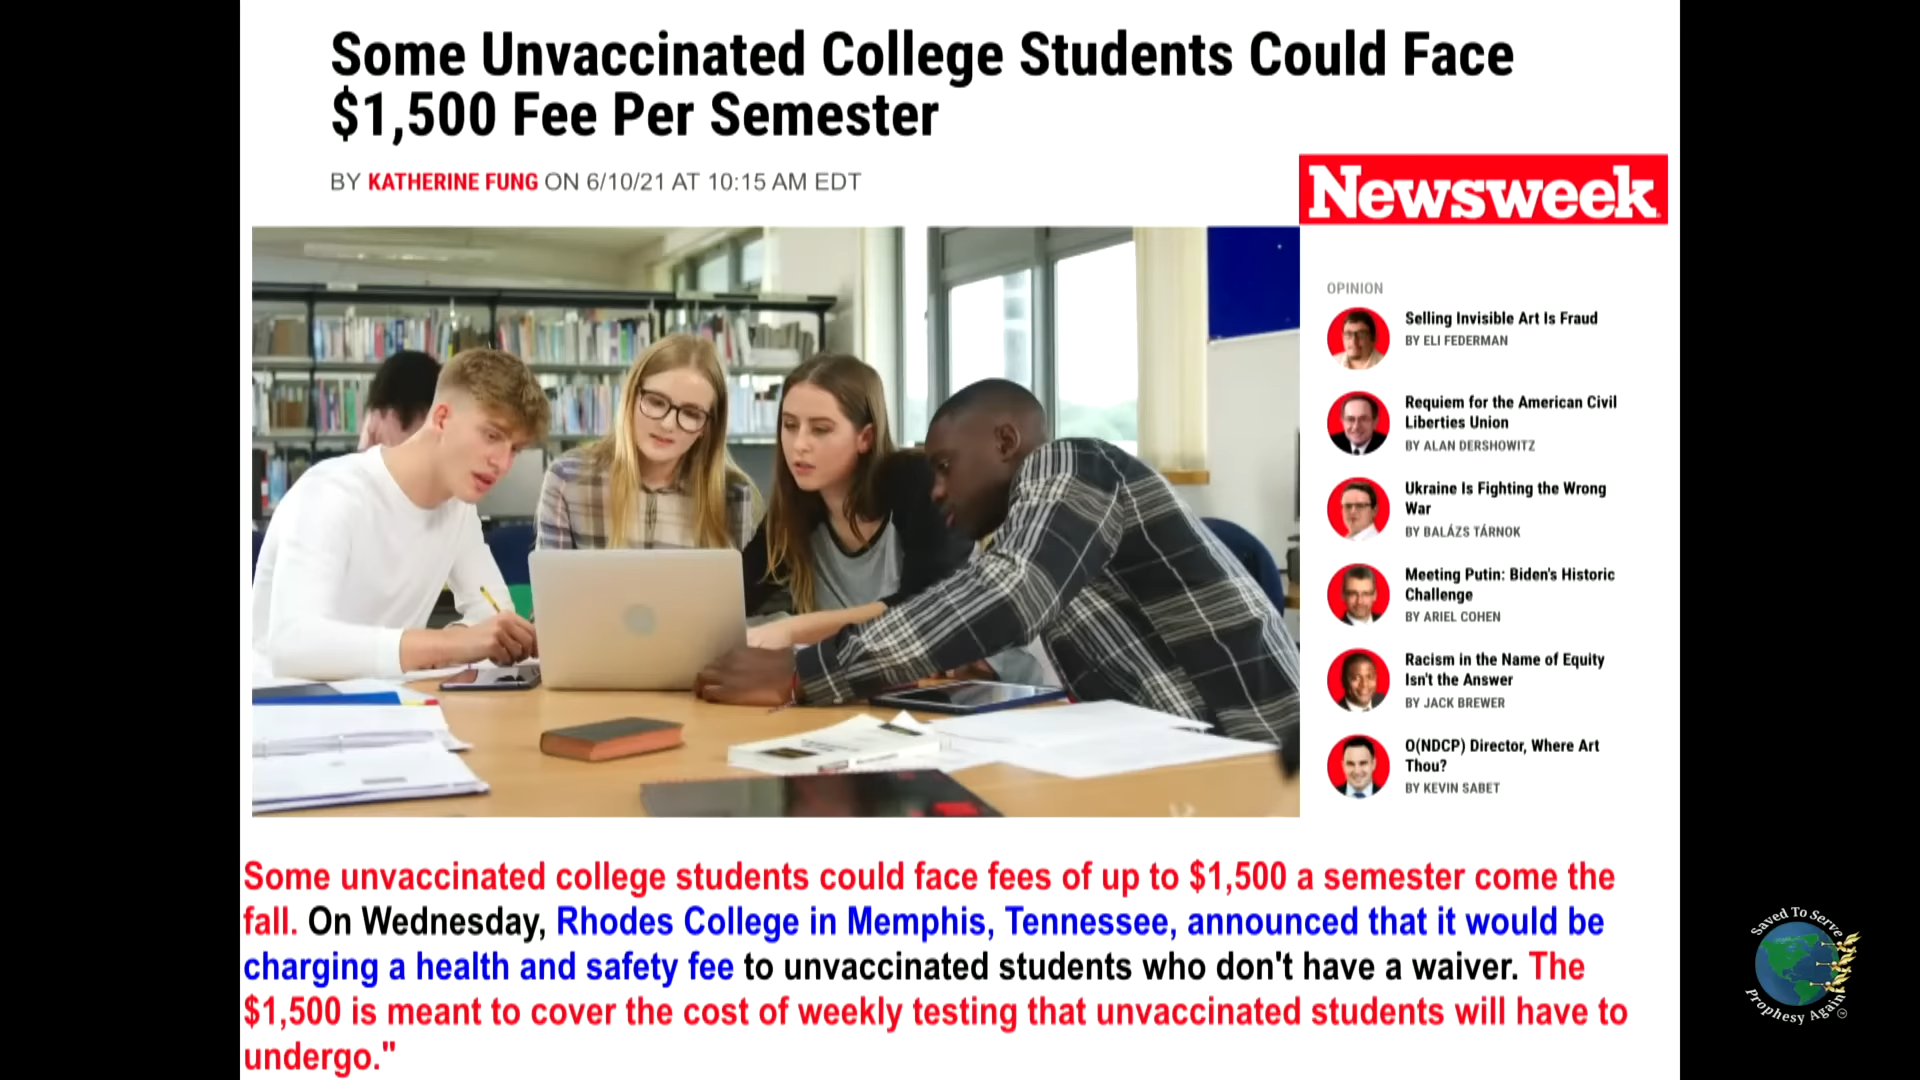 Some Unvaccinated College Students Could Face
$1,500 Fee Per Semester
BY KATHERINE FUNG ON 6/10/21 AT 10:15 AM EDT
Newsweek
OPINION
Selling Invisible Art Is Fraud
BY ELI FEDERMAN
Requiem for the American Civil
Liberties Union
BY ALAN DERSHOWITZ
Ukraine Is Fighting the Wrong
War
BY BALÁZS TÁRNOK
Meeting Putin: Biden's Historic
Challenge
BY ARIEL COHEN
Racism in the Name of Equity
Isn't the Answer
BY JACK BREWER
O(NDCP) Director, Where Art
Thou?
BY KEVIN SABET
Some unvaccinated college students could face fees of up to $1,500 a semester come the
fall. On Wednesday, Rhodes College in Memphis, Tennessee, announced that it would be
charging a health and safety fee to unvaccinated students who don't have a waiver. The
$1,500 is meant to cover the cost of weekly testing that unvaccinated students will have to
undergo."
Saved To Serve
Prophesy Again